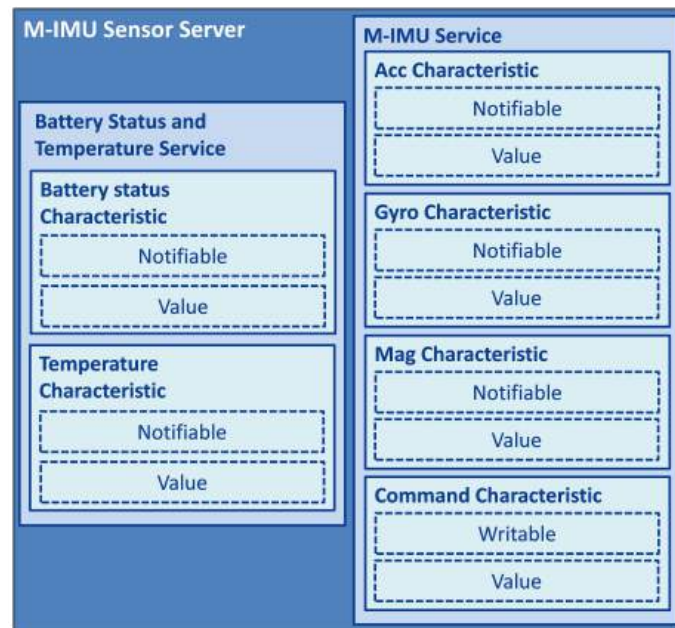 M-IMU Sensor Server
Battery Status and
Temperature Service
Battery status
Characteristic
Notifiable
Value
Temperature
Characteristic
Notifiable
Value
M-IMU Service
Acc Characteristic
Notifiable
Value
Gyro Characteristic
Notifiable
Value
Mag Characteristic
Notifiable
Value
Command Characteristic
Writable
Value